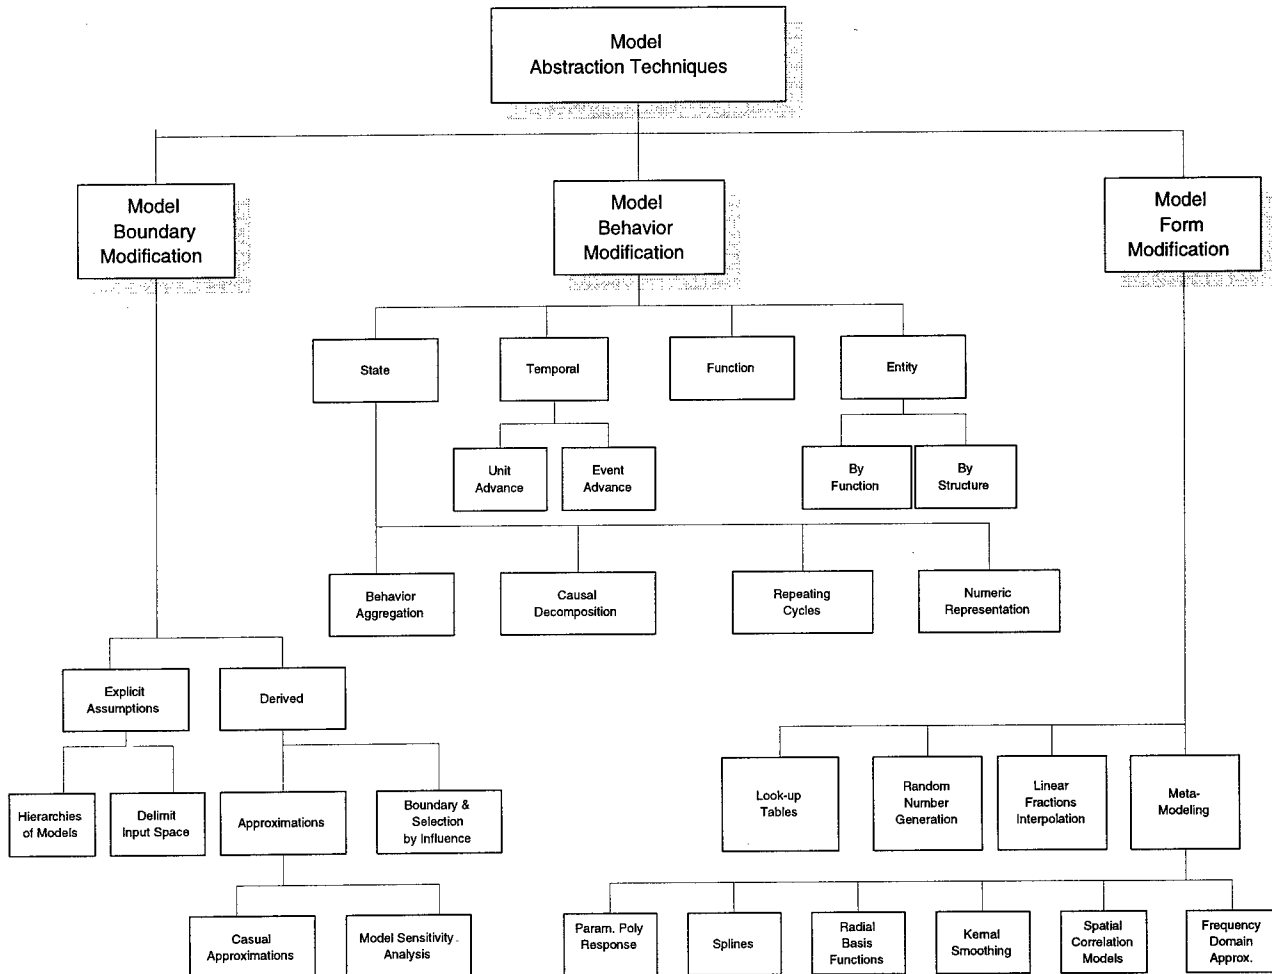 Model
Abstraction Techniques
Model
Boundary
Modification
Model
Behavior
Modification
Model
Form
Modification
State
Temporal
Function
Entity
Unit
Advance
Event
Advance
By
Function
By
Structure
Behavior
Aggregation
Causal
Decomposition
Repeating
Cycles
Numeric
Representation
Explicit
Assumptions
Derived
Hierarchies
of Models
Delimit
Input Space
Approximations
Boundary &
Selection
by Influence
Look-up
Tables
Random
Number
Generation
Linear
Fractions
Interpolation
Meta-
Modeling
Casual
Approximations
Model Sensitivity
Analysis
Param. Poly
Response
Splines
Radial
Basis
Functions
Kernal
Smoothing
Spatial
Correlation
Models
Frequency
Domain
Approx.